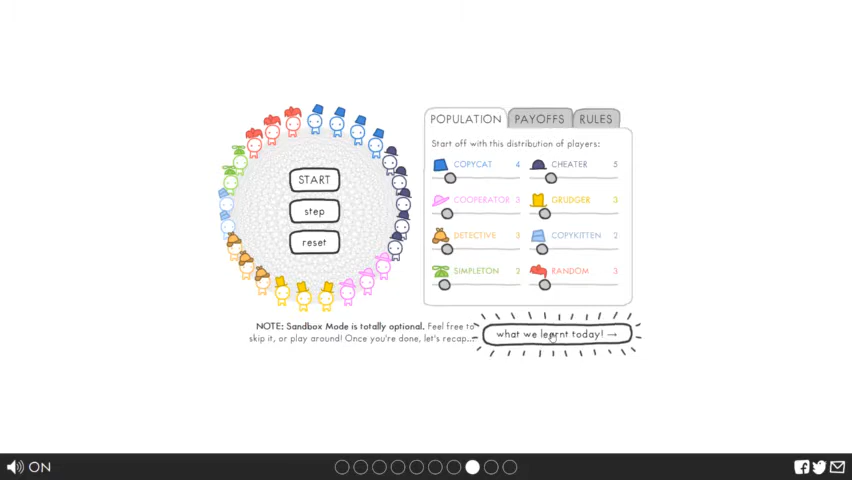 POPULATION PAYOFFS RULES
Start off with this distribution of players:
COPYCAT 4 CHEATER 5
COOPERATOR 3 GRUDGER 3
DETECTIVE 3 COPYKITTEN 2
SIMPLETON 2 RANDOM 3
START
step
reset
NOTE: Sandbox Mode is totally optional. Feel free to
skip it, or play around! Once you're done, let's recap...
what we learnt today! →
ON